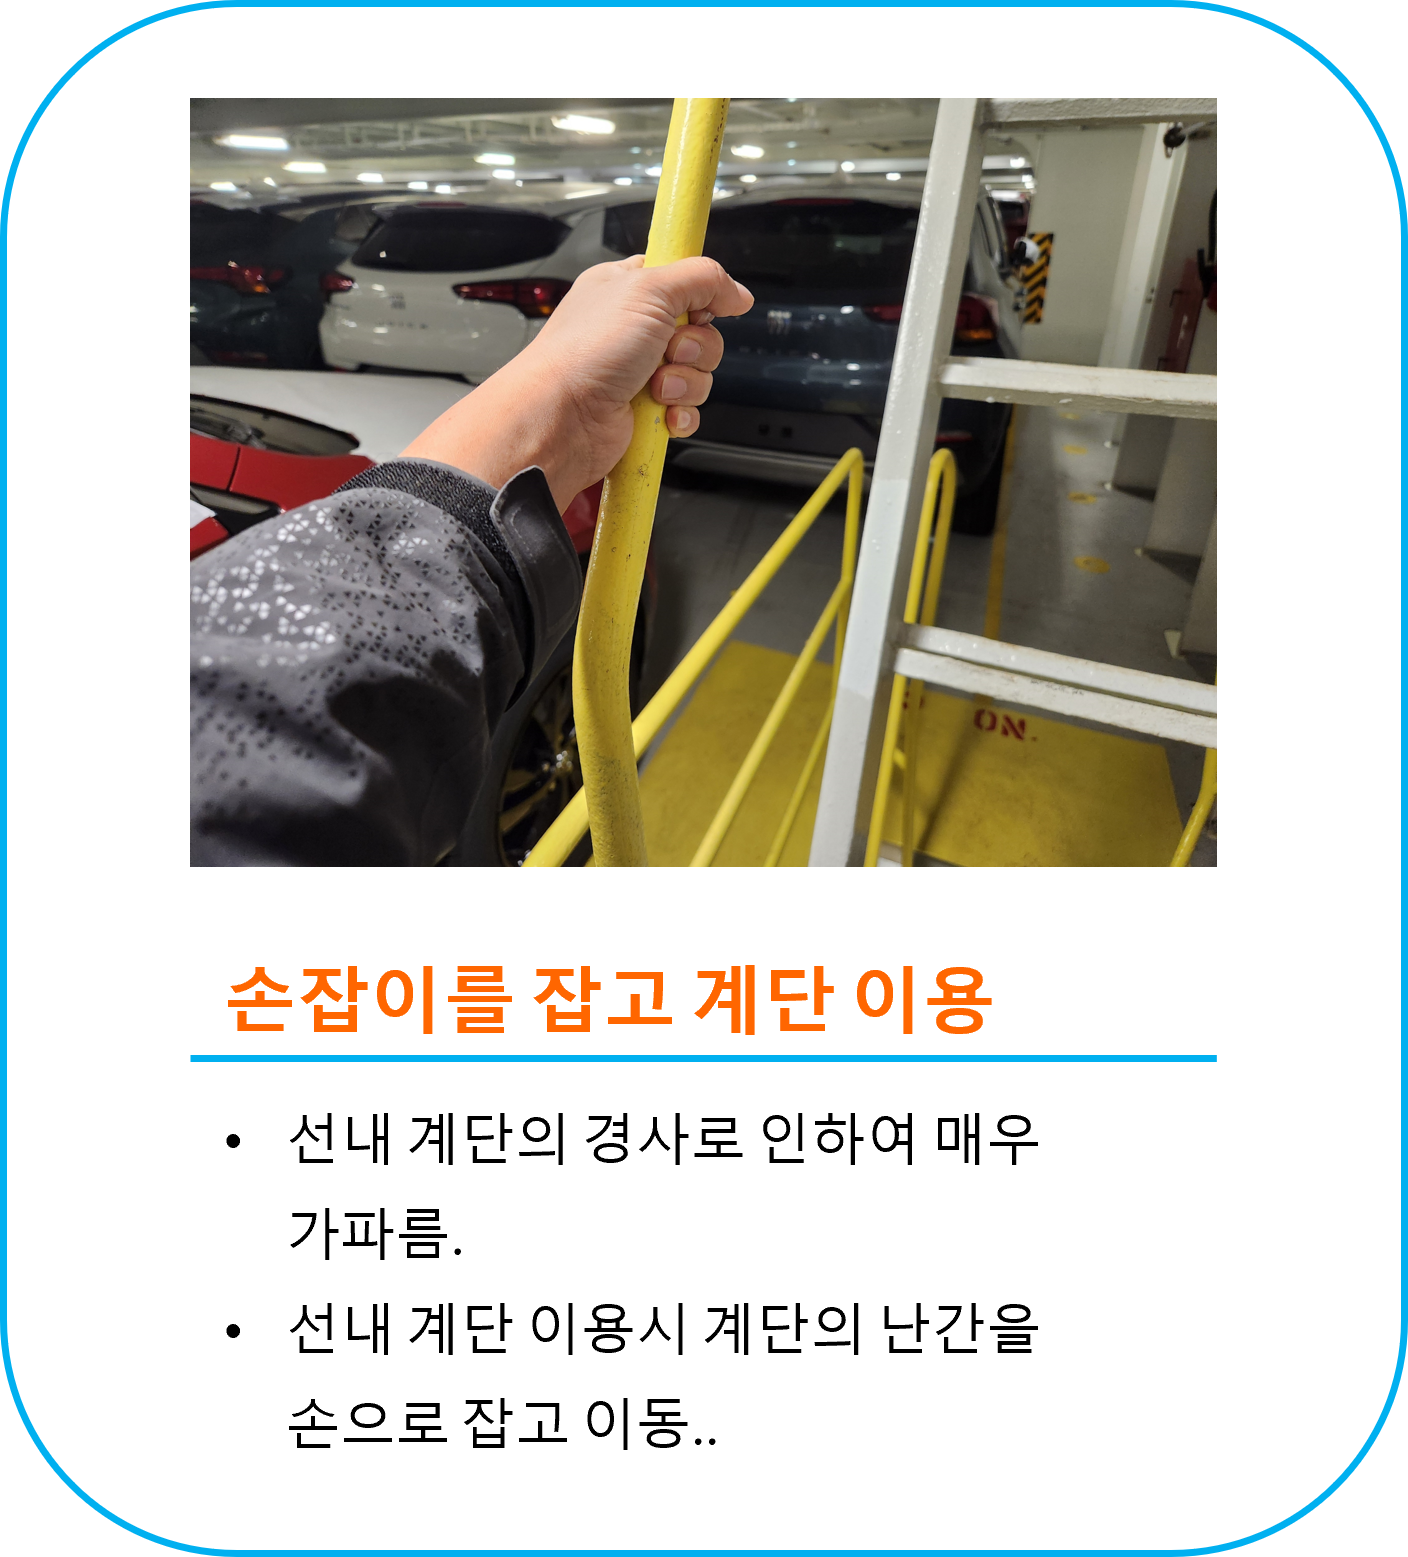 ON.
손잡이를 잡고 계단 이용
• 선내 계단의 경사로 인하여 매우
가파름.
• 선내 계단 이용시 계단의 난간을
손으로 잡고 이동..